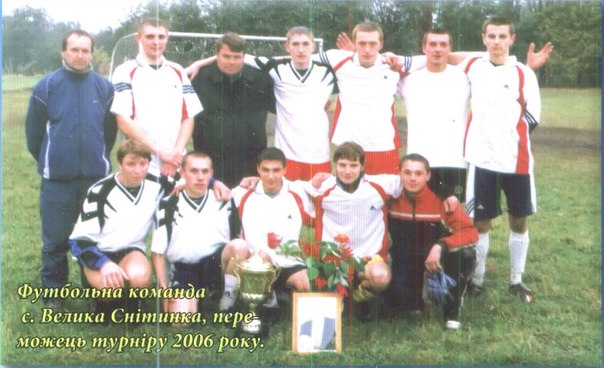 Футбольна команда
с. Велика Снітинка, пере-
можець турніру 2006 року.